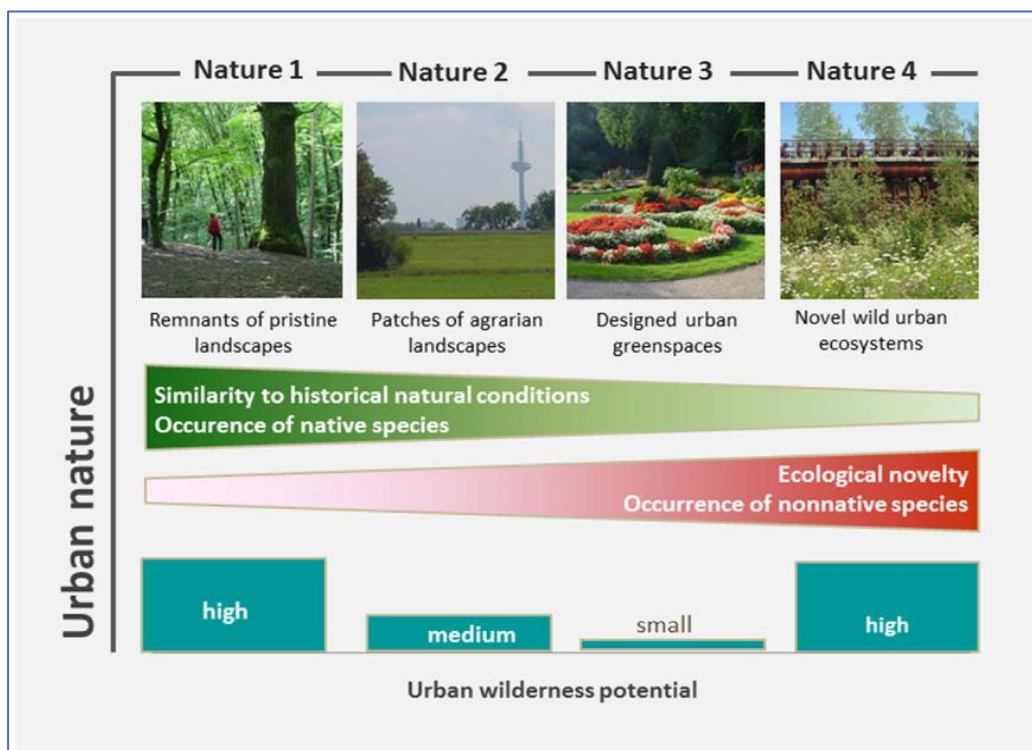 Nature 1
Nature 2
Nature 3
Nature 4
Remnants of pristine
landscapes
Patches of agrarian
landscapes
Designed urban
greenspaces
Novel wild urban
ecosystems
Urban nature
Similarity to historical natural conditions
Occurence of native species
Ecological novelty
Occurrence of nonnative species
high
medium
small
high
Urban wilderness potential